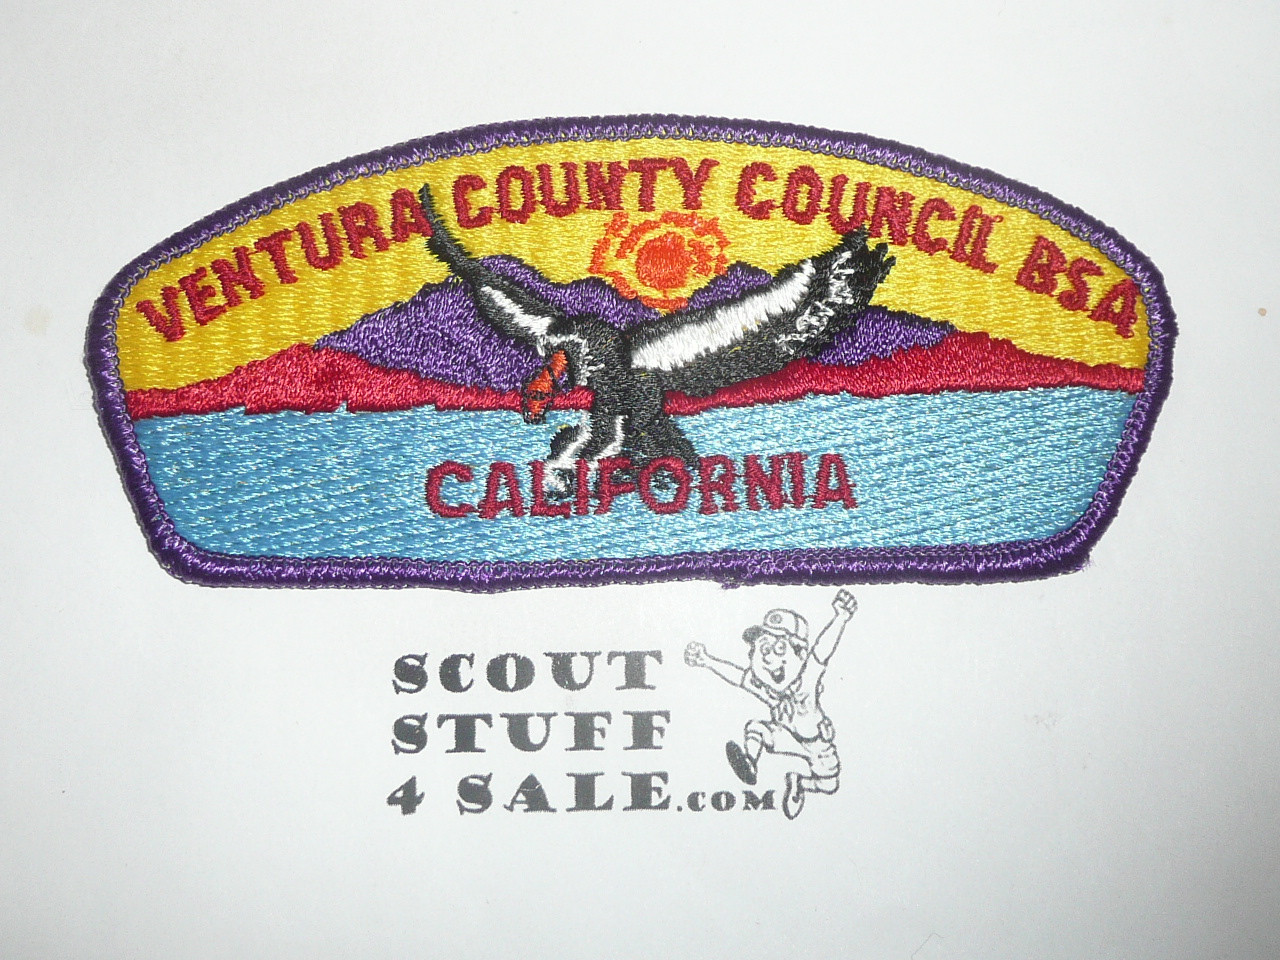 VENTURA COUNTY COUNCIL BSA
CALIFORNIA
SCOUT
STUFF
4 SALE.COM